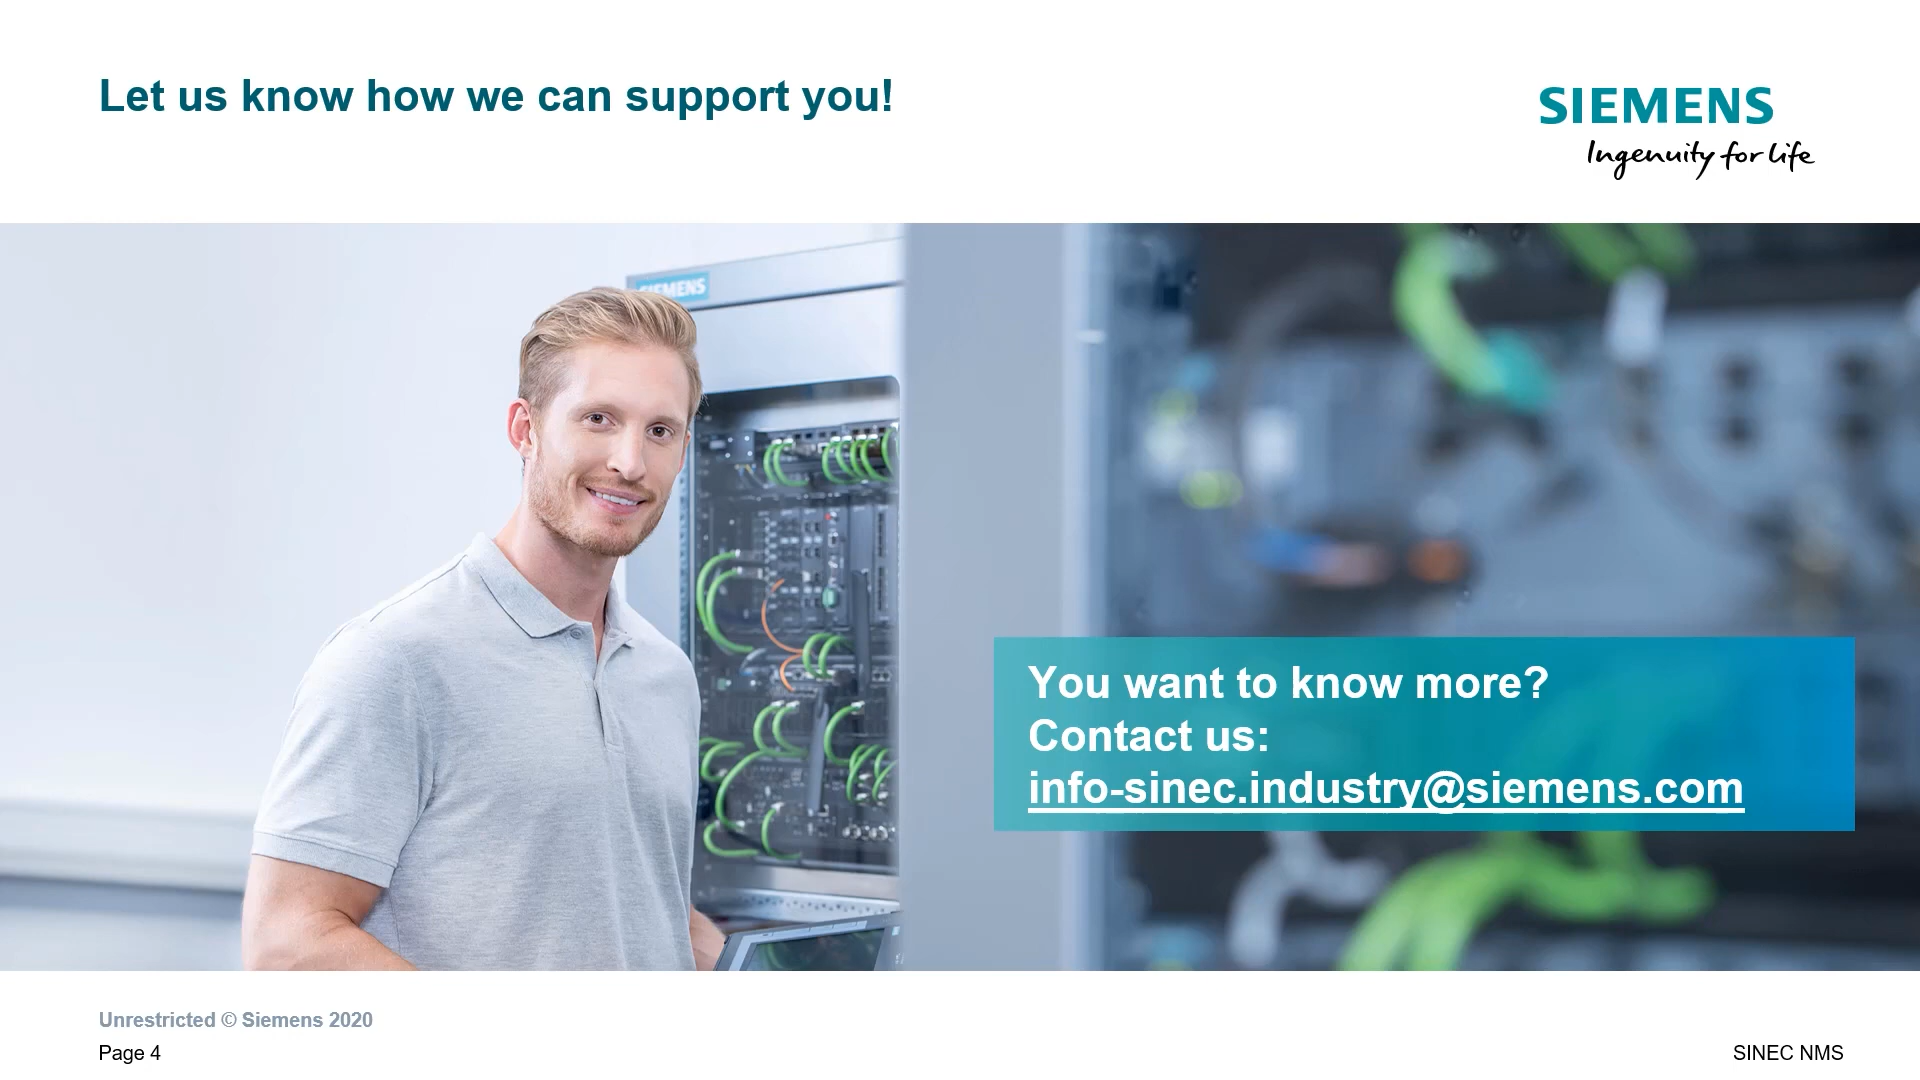 Let us know how we can support you!
SIEMENS
Ingenuity for life
SIEMENS
You want to know more?
Contact us:
info-sinec.industry@siemens.com
Unrestricted © Siemens 2020
Page 4
SINEC NMS